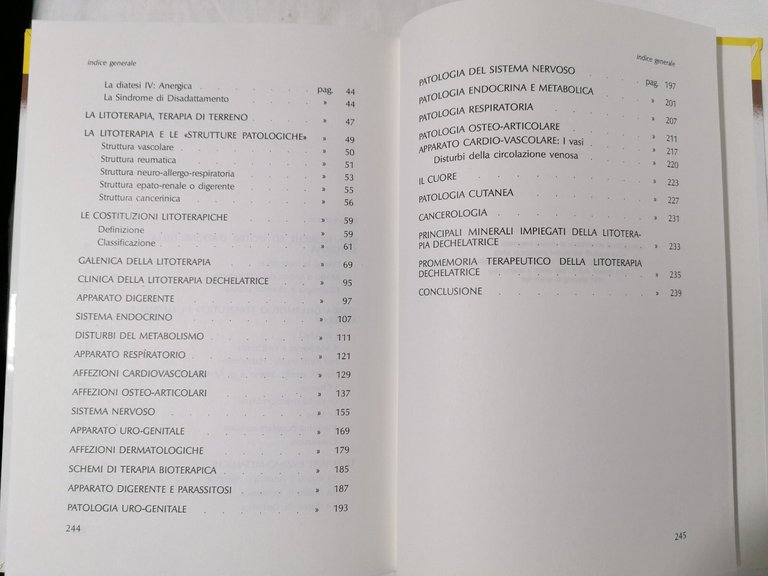 indice generale
La diatesi IV: Anergica . . . . . . pag. 44
La Sindrome di Disadattamento . . . . » 44
LA LITOTERAPIA, TERAPIA DI TERRENO . . . . » 47
LA LITOTERAPIA E LE «STRUTTURE PATOLOGICHE» » 49
Struttura vascolare . . . . . . » 50
Struttura reumatica . . . . . . » 51
Struttura neuro-allergo-respiratoria . . . . » 53
Struttura epato-renale o digerente . . . . » 55
Struttura cancerinica . . . . . . » 56
LE COSTITUZIONI LITOTERAPICHE . . . . » 59
Definizione . . . . . . » 59
Classificazione . . . . . . » 61
GALENICA DELLA LITOTERAPIA . . . . » 69
CLINICA DELLA LITOTERAPIA DECHELATRICE . . . » 95
APPARATO DIGERENTE . . . . . . » 97
SISTEMA ENDOCRINO . . . . . . » 107
DISTURBI DEL METABOLISMO . . . . . » 111
APPARATO RESPIRATORIO . . . . . . » 121
AFFEZIONI CARDIOVASCOLARI . . . . . » 129
AFFEZIONI OSTEO-ARTICOLARI . . . . . » 137
SISTEMA NERVOSO . . . . . . » 155
APPARATO URO-GENITALE . . . . . . » 169
AFFEZIONI DERMATOLOGICHE . . . . . » 179
SCHEMI DI TERAPIA BIOTERAPICA . . . . » 185
APPARATO DIGERENTE E PARASSITOSI . . . . » 187
PATOLOGIA URO-GENITALE . . . . . . » 193
244
indice generale
PATOLOGIA DEL SISTEMA NERVOSO . . . . pag. 197
PATOLOGIA ENDOCRINA E METABOLICA . . . » 201
PATOLOGIA RESPIRATORIA . . . . . » 207
PATOLOGIA OSTEO-ARTICOLARE . . . . » 211
APPARATO CARDIO-VASCOLARE: I vasi . . . » 217
Disturbi della circolazione venosa . . . . » 220
IL CUORE . . . . . . » 223
PATOLOGIA CUTANEA . . . . . . » 227
CANCEROLOGIA . . . . . . » 231
PRINCIPALI MINERALI IMPIEGATI DELLA LITOTERA-
PIA DECHELATRICE . . . . . . » 233
PROMEMORIA TERAPEUTICO DELLA LITOTERAPIA
DECHELATRICE . . . . . . » 235
CONCLUSIONE . . . . . . » 239
245